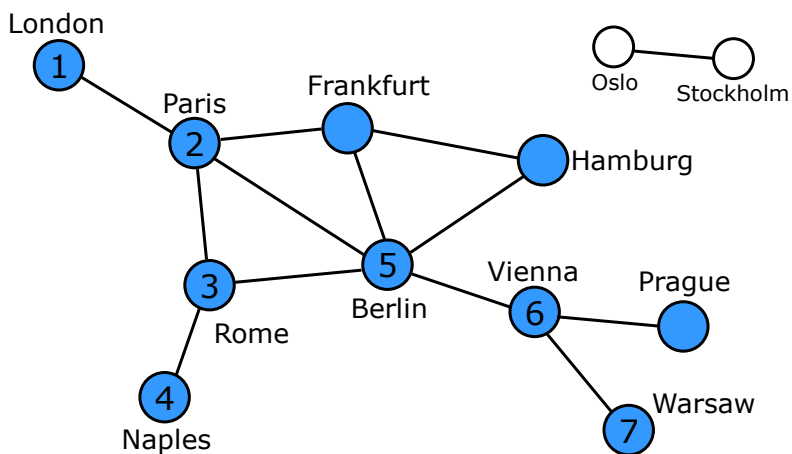 London
1
Paris
2
Frankfurt
Oslo
Stockholm
Hamburg
3
Rome
5
Berlin
Vienna
6
Prague
4
Naples
Warsaw
7